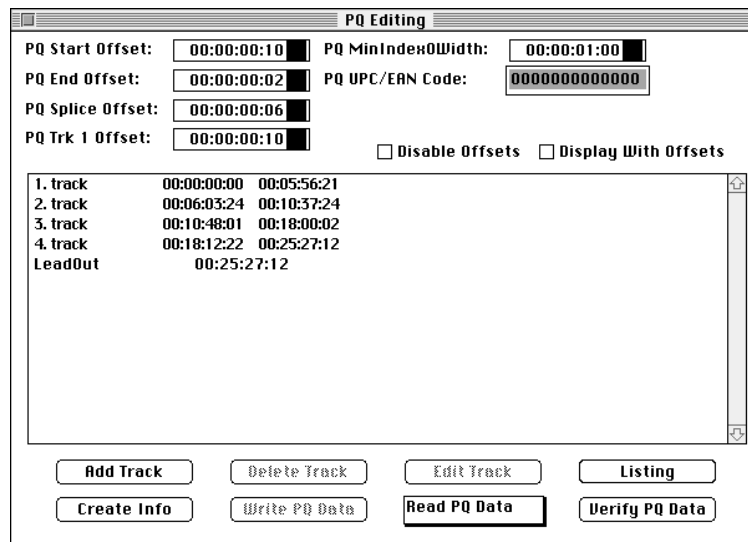 PQ Editing
PQ Start Offset: 00:00:00:10 PQ MinIndex0Width: 00:00:01:00
PQ End Offset: 00:00:00:02 PQ UPC/EAN Code: 0000000000000
PQ Splice Offset: 00:00:00:06
PQ Trk 1 Offset: 00:00:00:10
Disable Offsets Display With Offsets
1. track 00:00:00:00 00:05:56:21
2. track 00:06:03:24 00:10:37:24
3. track 00:10:48:01 00:18:00:02
4. track 00:18:12:22 00:25:27:12
LeadOut 00:25:27:12
Add Track Delete Track Edit Track Listing
Create Info Write PQ Data Read PQ Data Verify PQ Data